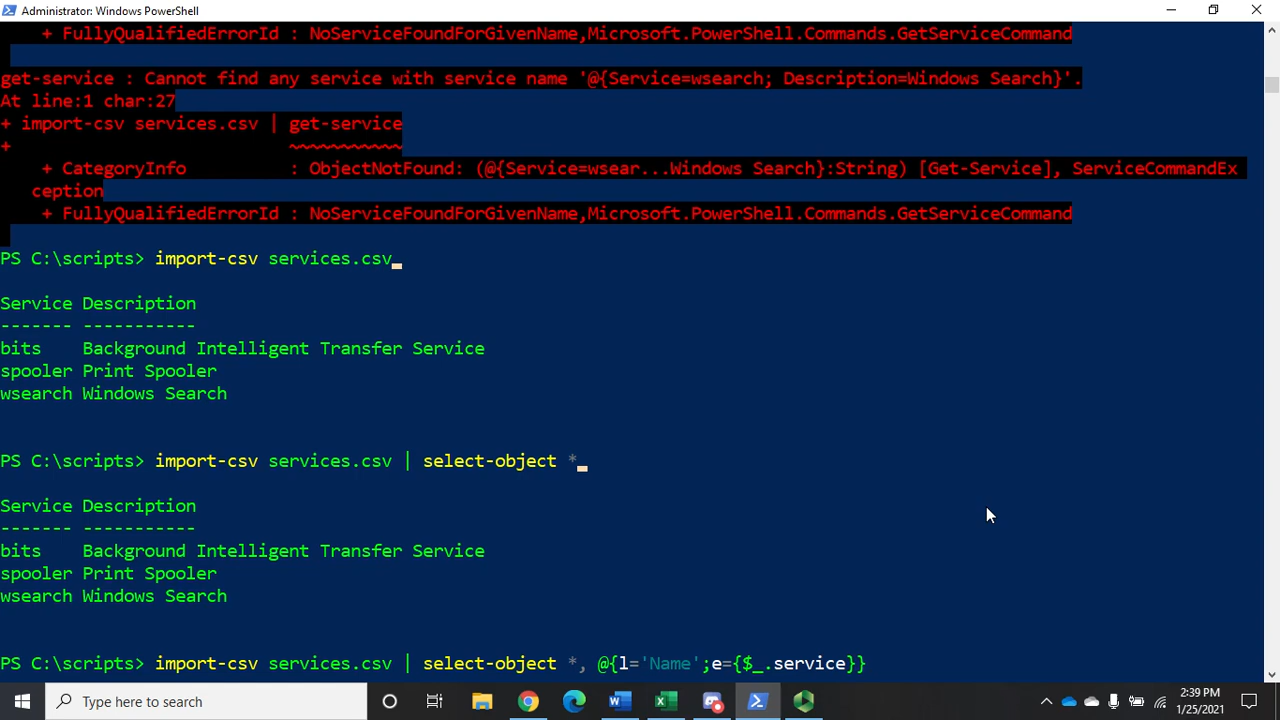 Administrator: Windows PowerShell
+ FullyQualifiedErrorId : NoServiceFoundForGivenName,Microsoft.PowerShell.Commands.GetServiceCommand
get-service : Cannot find any service with service name '@{Service=wsearch; Description=Windows Search}'.
At line:1 char:27
+ import-csv services.csv | get-service
+ ~~~~~~~~~~~
+ CategoryInfo : ObjectNotFound: (@{Service=wsear...Windows Search}:String) [Get-Service], ServiceCommandEx
ception
+ FullyQualifiedErrorId : NoServiceFoundForGivenName,Microsoft.PowerShell.Commands.GetServiceCommand
PS C:\scripts> import-csv services.csv
Service Description
------- -----------
bits Background Intelligent Transfer Service
spooler Print Spooler
wsearch Windows Search
PS C:\scripts> import-csv services.csv | select-object *
Service Description
------- -----------
bits Background Intelligent Transfer Service
spooler Print Spooler
wsearch Windows Search
PS C:\scripts> import-csv services.csv | select-object *, @{l='Name';e={$_.service}}
Type here to search
2:39 PM
1/25/2021